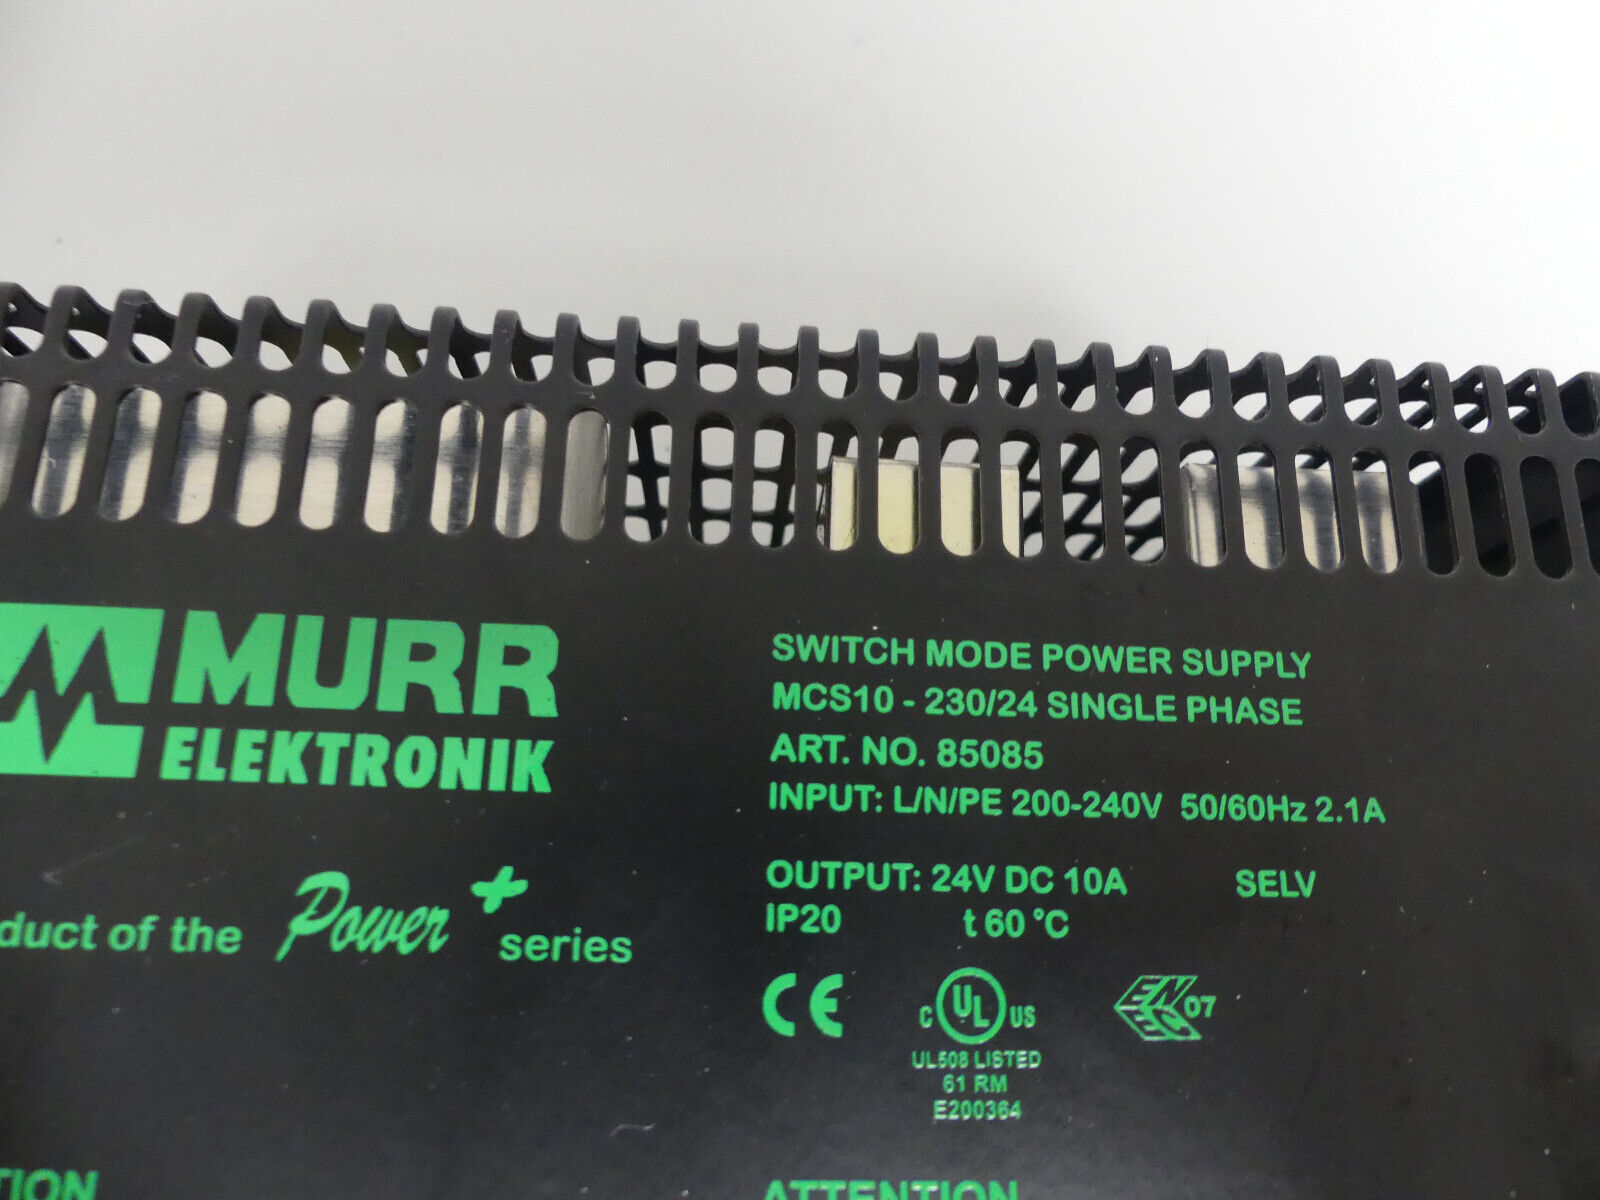 MURR
ELEKTRONIK
duct of the Power+ series
SWITCH MODE POWER SUPPLY
MCS10 - 230/24 SINGLE PHASE
ART. NO. 85085
INPUT: L/N/PE 200-240V 50/60Hz 2.1A
OUTPUT: 24V DC 10A SELV
IP20 t 60 °C
CE
C UL US
ENEC 07
UL508 LISTED
61 RM
E200364
TION
ATTENTION